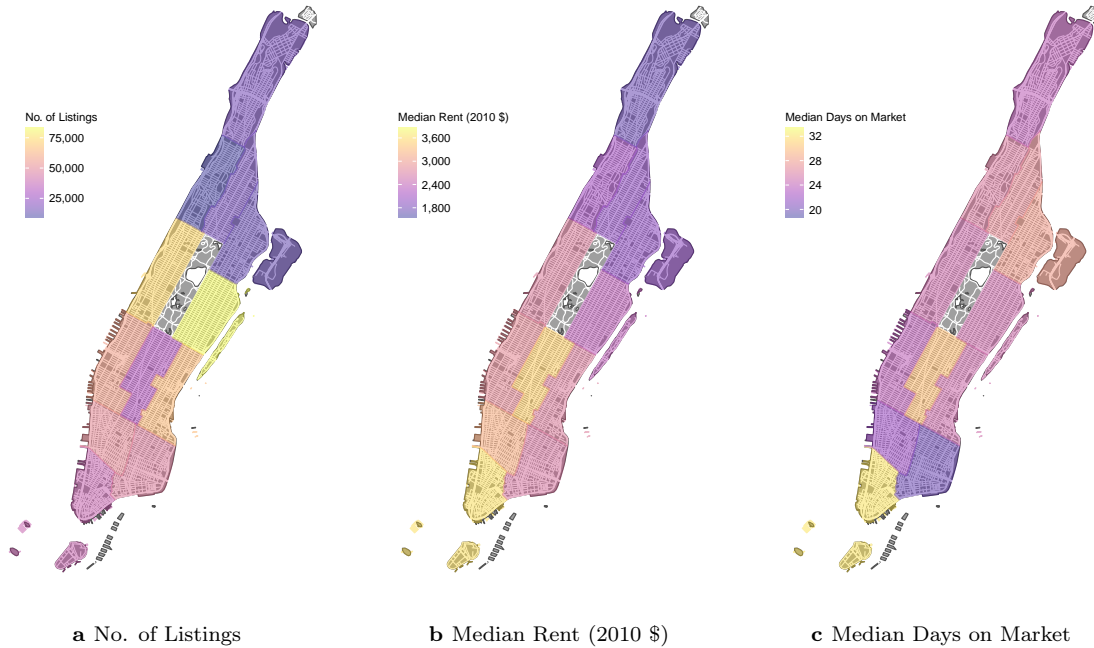 No. of Listings
75,000
50,000
25,000
Median Rent (2010 $)
3,600
3,000
2,400
1,800
Median Days on Market
32
28
24
20
a No. of Listings
b Median Rent (2010 $)
c Median Days on Market